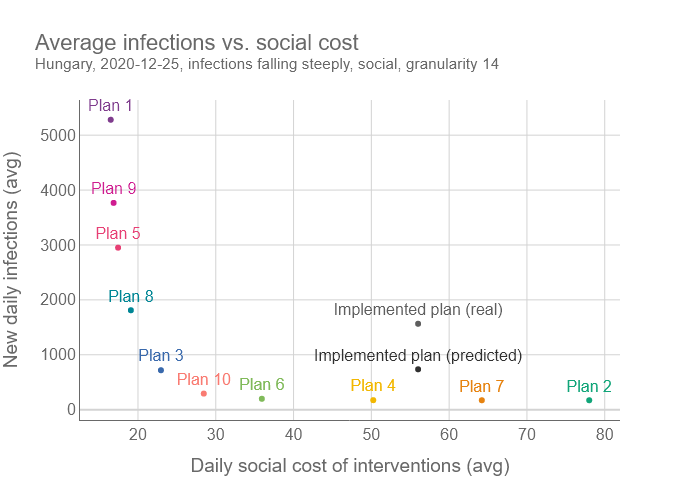 Average infections vs. social cost
Hungary, 2020-12-25, infections falling steeply, social, granularity 14
Plan 1
5000
Plan 9
4000
Plan 5
3000
Plan 8
2000
Implemented plan (real)
Plan 3
Implemented plan (predicted)
1000
Plan 10
Plan 6
Plan 4
Plan 7
Plan 2
0
New daily infections (avg)
20 30 40 50 60 70 80
Daily social cost of interventions (avg)